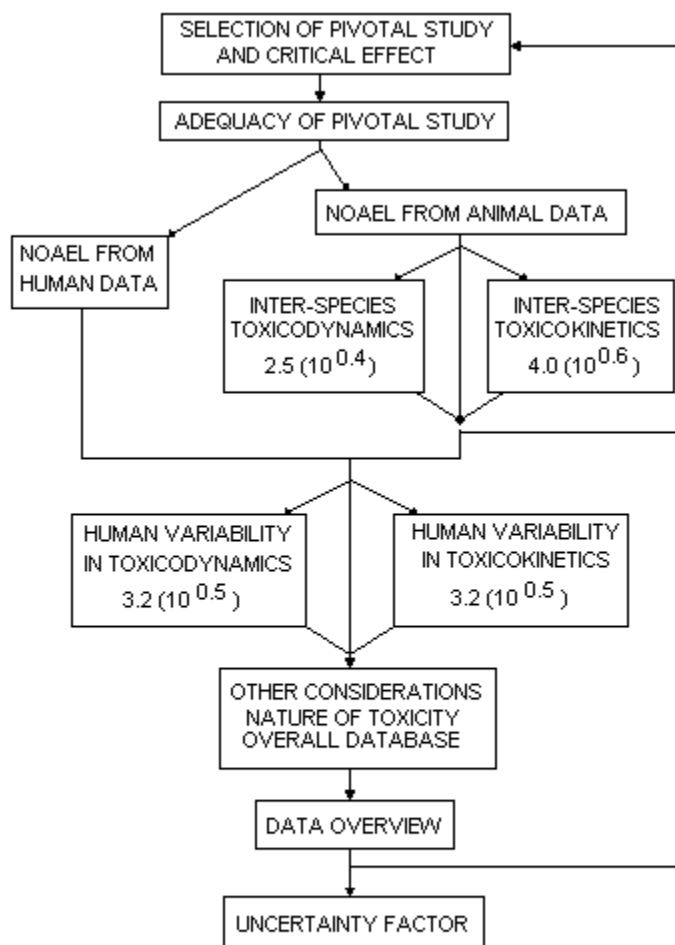 SELECTION OF PIVOTAL STUDY
AND CRITICAL EFFECT
ADEQUACY OF PIVOTAL STUDY
NOAEL FROM ANIMAL DATA
NOAEL FROM
HUMAN DATA
INTER-SPECIES
TOXICODYNAMICS
2.5 (10^0.4)
INTER-SPECIES
TOXICOKINETICS
4.0 (10^0.6)
HUMAN VARIABILITY
IN TOXICODYNAMICS
3.2 (10^0.5)
HUMAN VARIABILITY
IN TOXICOKINETICS
3.2 (10^0.5)
OTHER CONSIDERATIONS
NATURE OF TOXICITY
OVERALL DATABASE
DATA OVERVIEW
UNCERTAINTY FACTOR